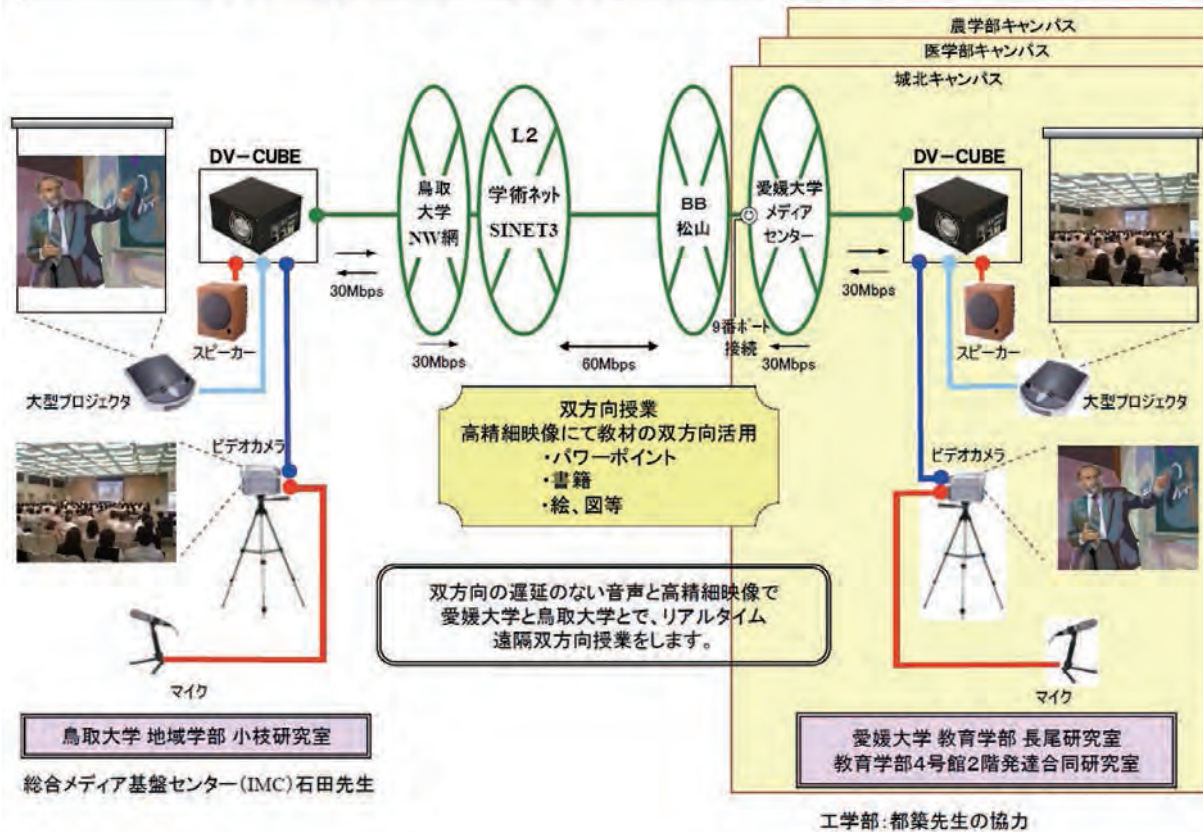 農学部キャンパス
医学部キャンパス
城北キャンパス
DV-CUBE
鳥取
大学
NW網
L2
学術ネット
SINET3
BB
松山
愛媛大学
メディア
センター
DV-CUBE
30Mbps
スピーカー
30Mbps
60Mbps
9番ポート
接続
30Mbps
30Mbps
スピーカー
大型プロジェクタ
大型プロジェクタ
双方向授業
高精細映像にて教材の双方向活用
・パワーポイント
・書籍
・絵、図等
ビデオカメラ
ビデオカメラ
双方向の遅延のない音声と高精細映像で
愛媛大学と鳥取大学とで、リアルタイム
遠隔双方向授業をします。
マイク
マイク
鳥取大学 地域学部 小枝研究室
総合メディア基盤センター(IMC)石田先生
愛媛大学 教育学部 長尾研究室
教育学部4号館2階発達合同研究室
工学部:都築先生の協力